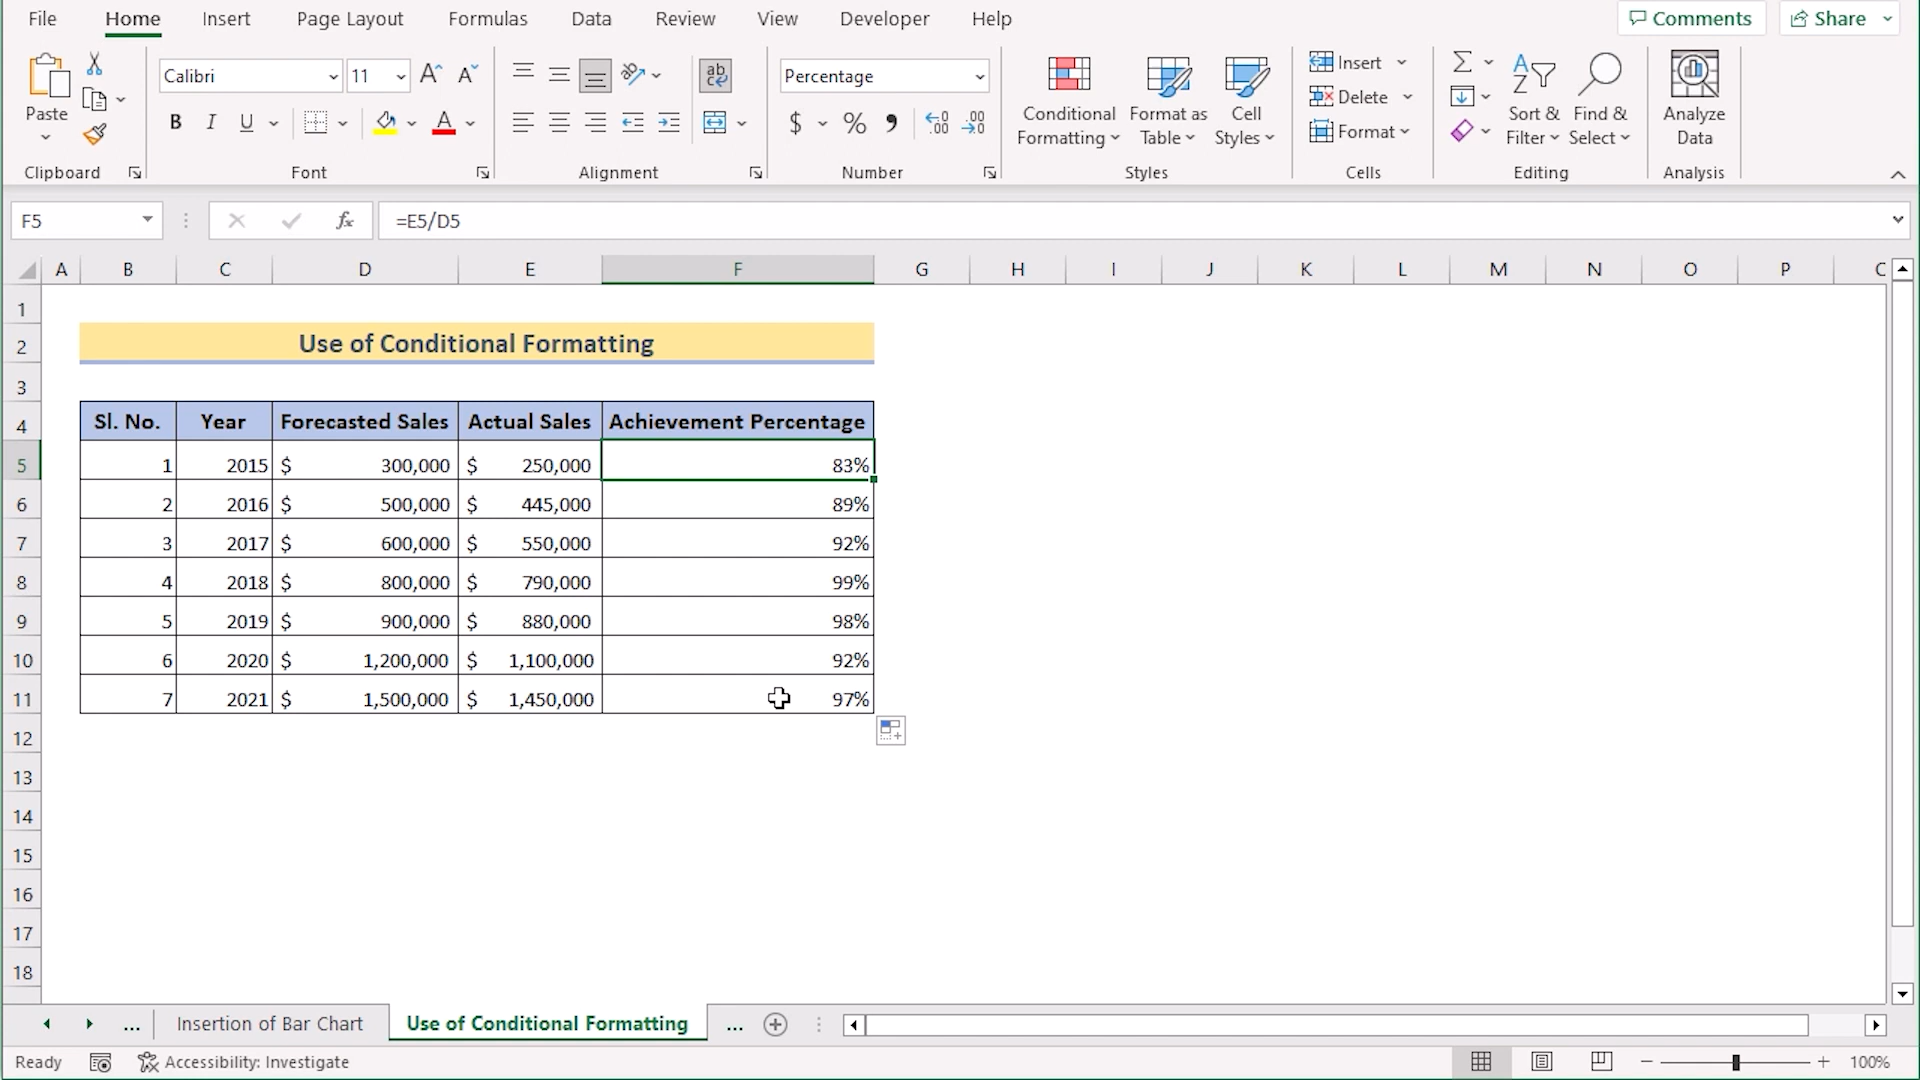 File Home Insert Page Layout Formulas Data Review View Developer Help Comments Share
Calibri 11 Percentage
Paste
Conditional Formatting
Format as Table
Cell Styles
Insert
Delete
Format
Sort & Filter
Find & Select
Analyze Data
Clipboard Font Alignment Number Styles Cells Editing Analysis
F5 fx =E5/D5
A B C D E F G H I J K L M N O P
1
2 Use of Conditional Formatting
3
4 Sl. No. Year Forecasted Sales Actual Sales Achievement Percentage
5 1 2015 $ 300,000 $ 250,000 83%
6 2 2016 $ 500,000 $ 445,000 89%
7 3 2017 $ 600,000 $ 550,000 92%
8 4 2018 $ 800,000 $ 790,000 99%
9 5 2019 $ 900,000 $ 880,000 98%
10 6 2020 $ 1,200,000 $ 1,100,000 92%
11 7 2021 $ 1,500,000 $ 1,450,000 97%
12
13
14
15
16
17
18
... Insertion of Bar Chart Use of Conditional Formatting ...
Ready Accessibility: Investigate 100%